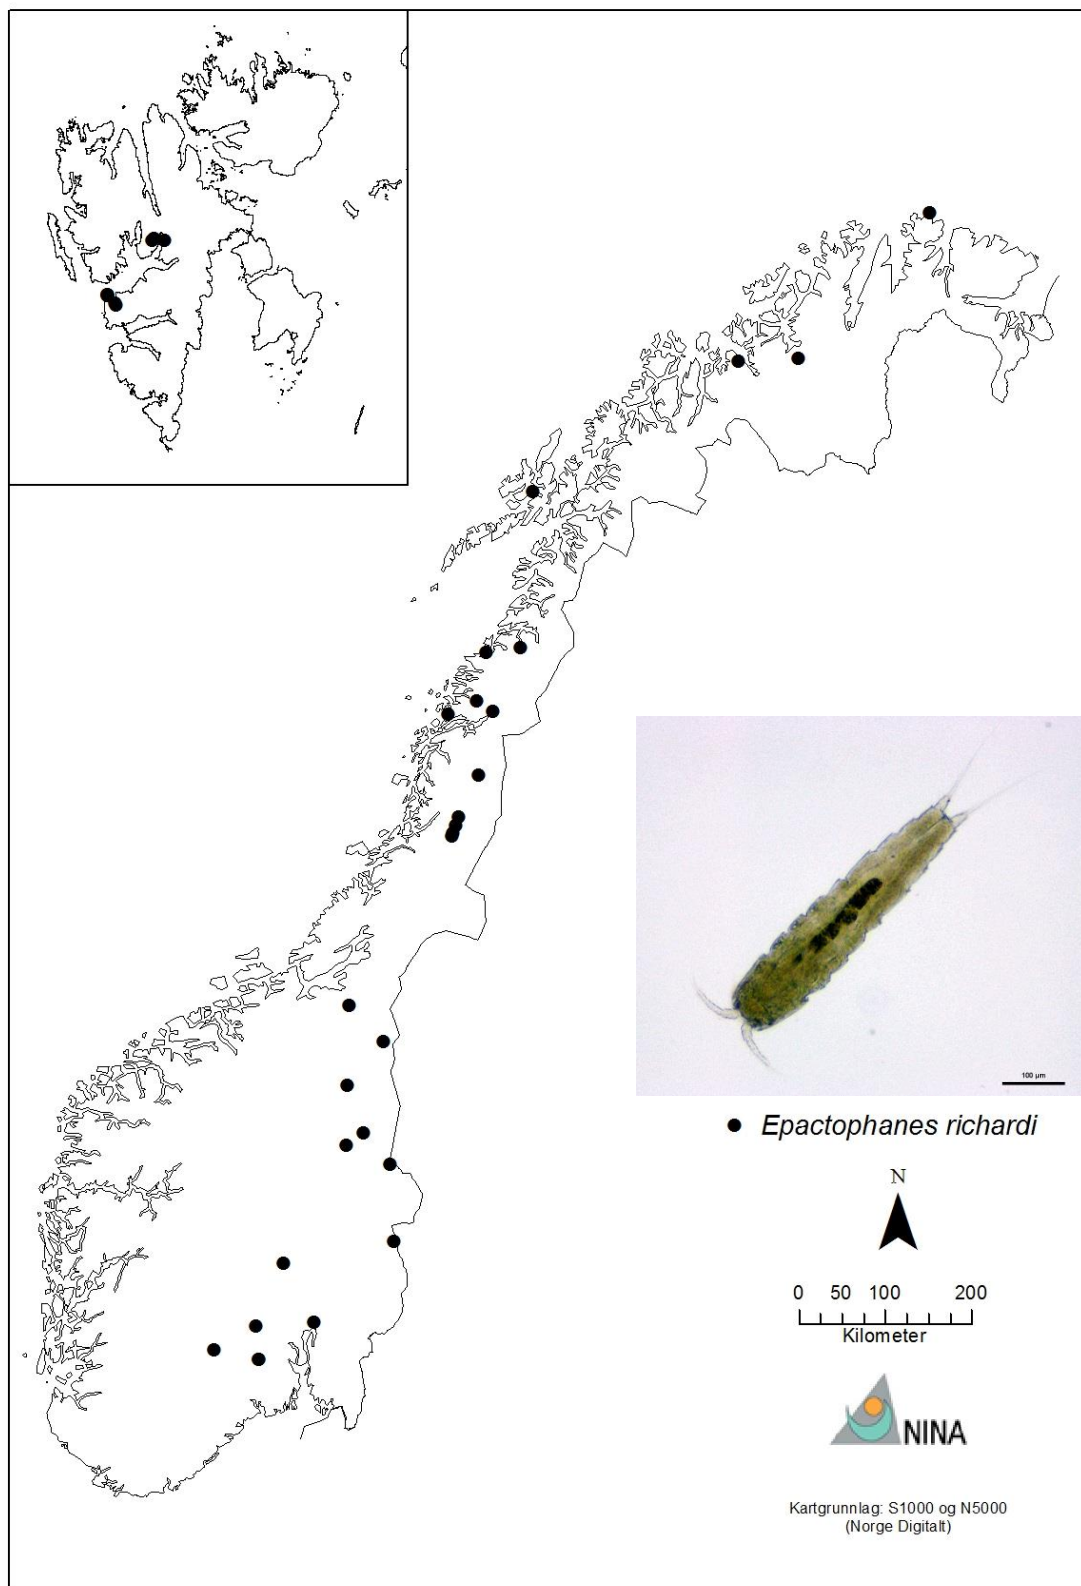 100 µm
Epactophanes richardi
N
0 50 100 200
Kilometer
NINA
Kartgrunnlag: S1000 og N5000
(Norge Digitalt)